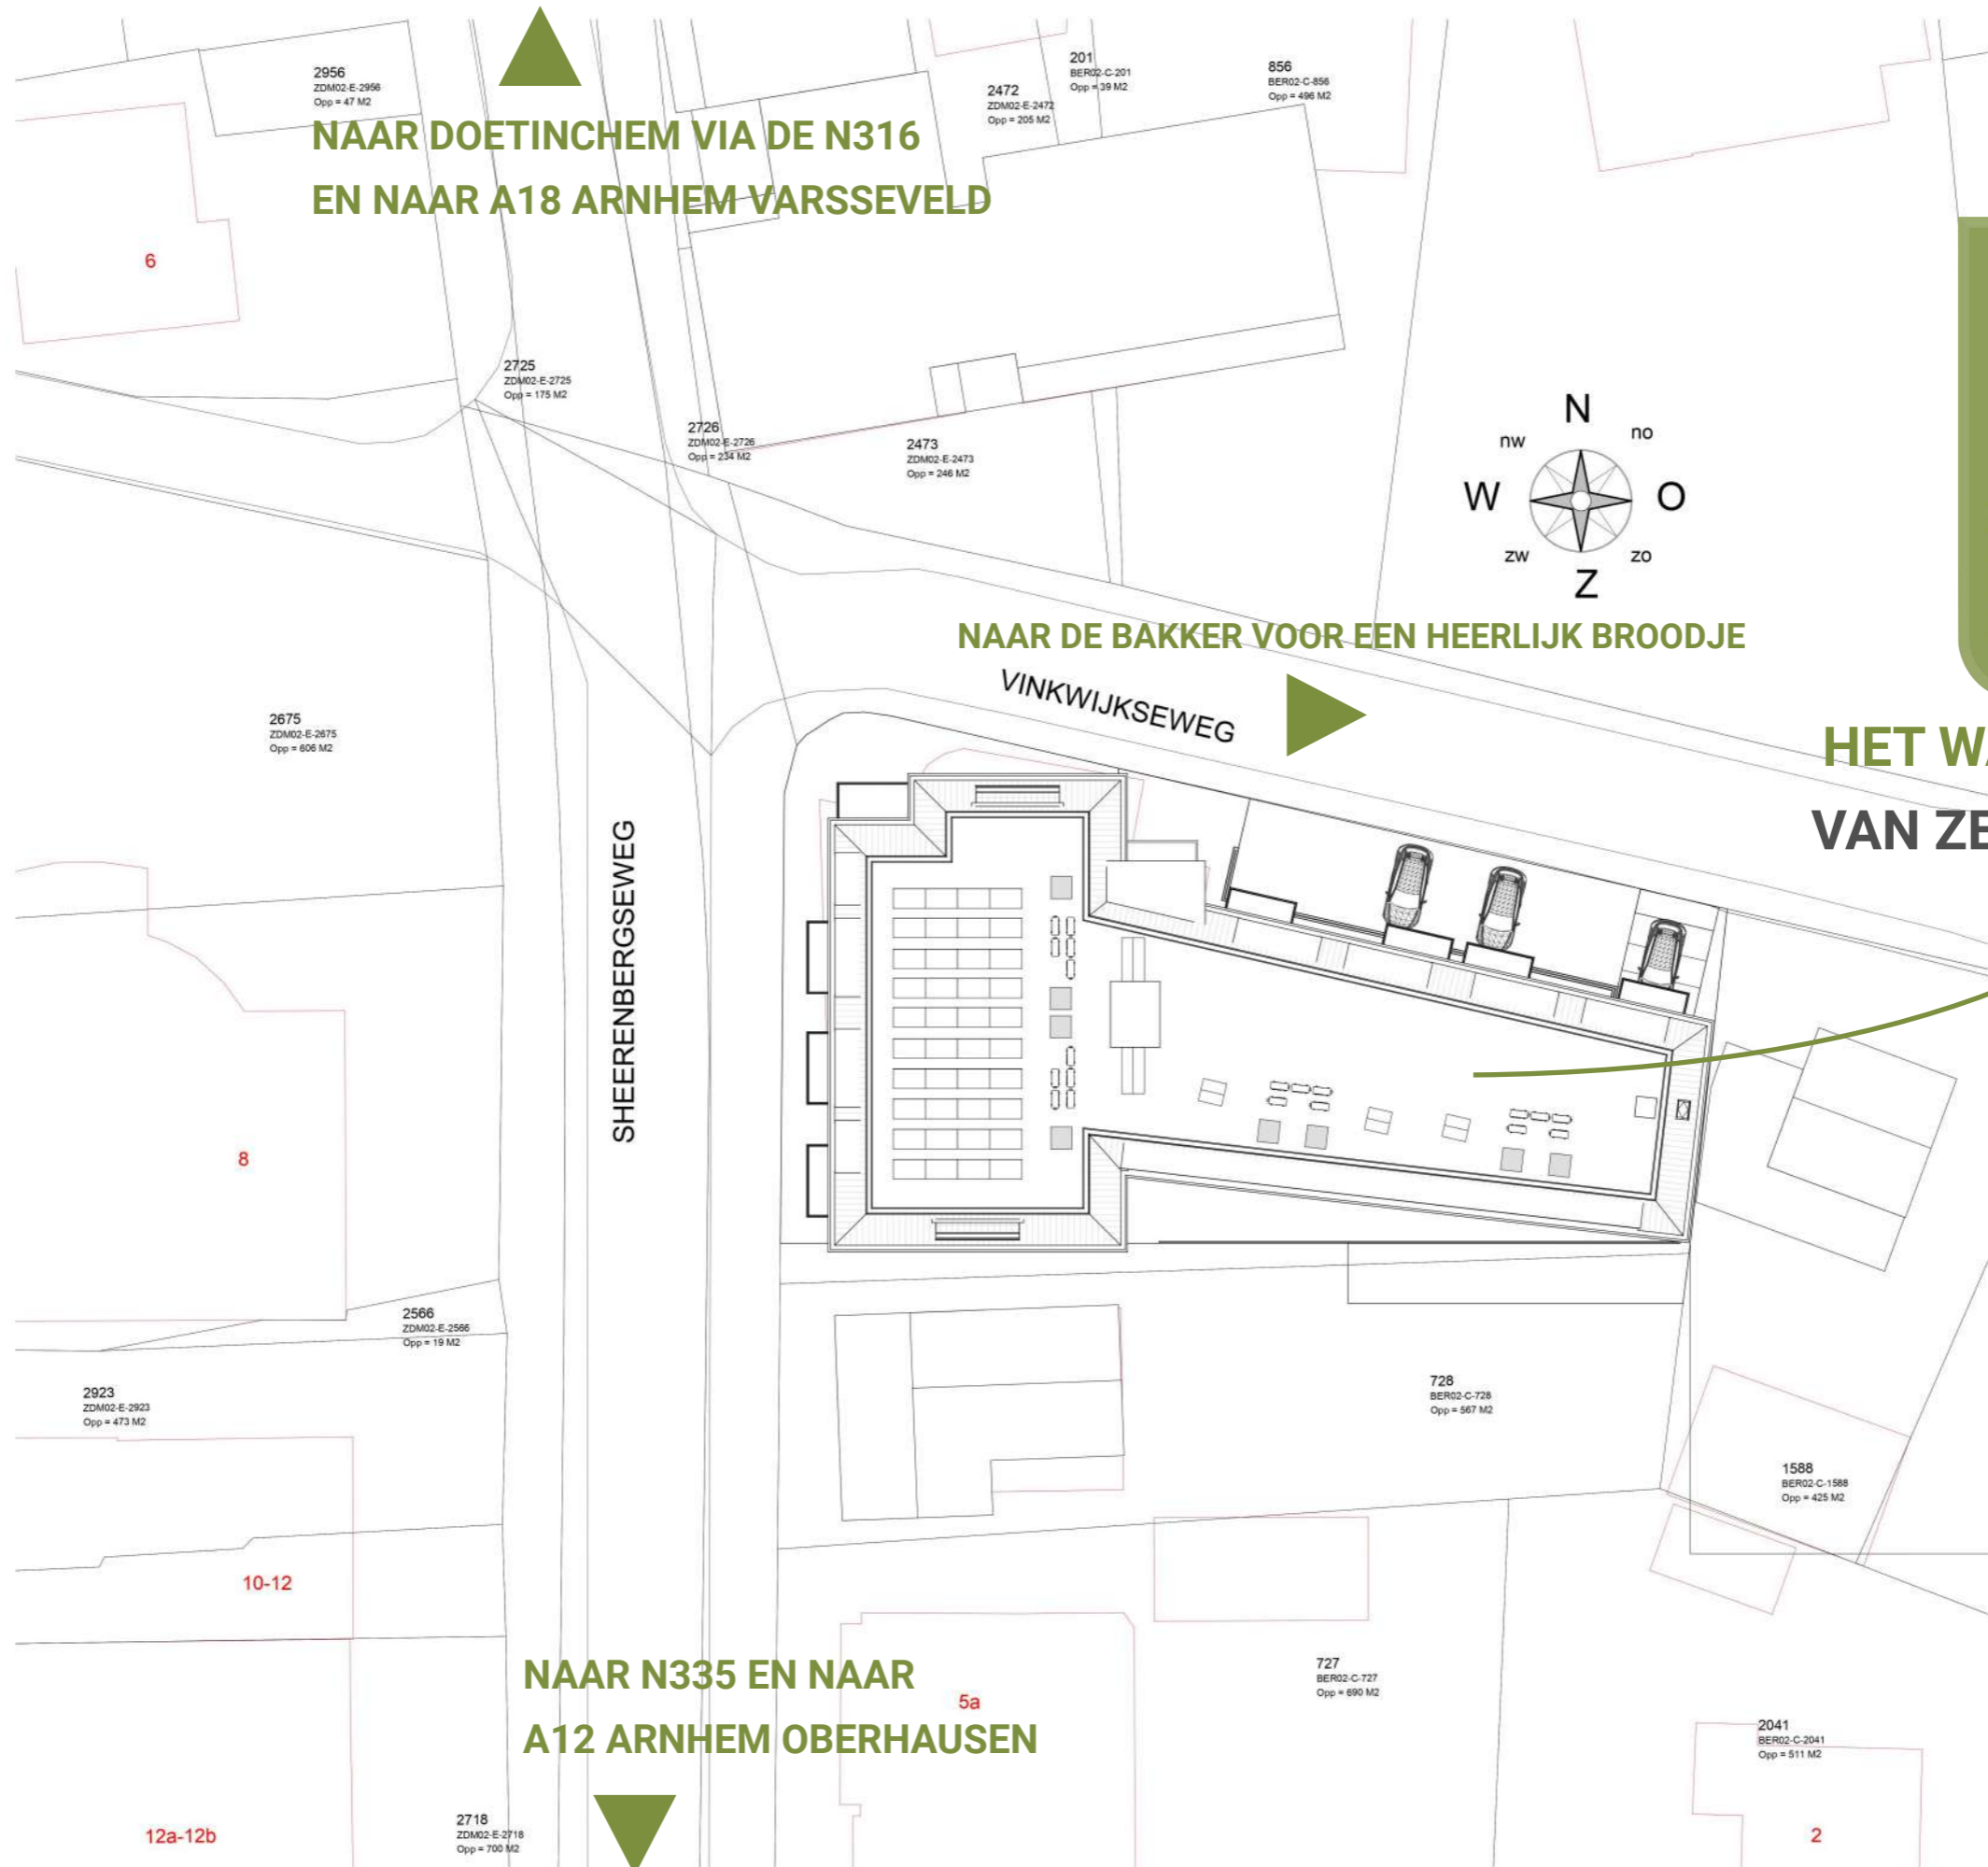 2956
ZDM02-E-2956
Opp = 47 M2
201
BER02-C-201
Opp = 39 M2
856
BER02-C-856
Opp = 496 M2
2472
ZDM02-E-2472
Opp = 205 M2
NAAR DOETINCHEM VIA DE N316
EN NAAR A18 ARNHEM VARSSEVELD
6
2725
ZDM02-E-2725
Opp = 175 M2
2726
ZDM02-E-2726
Opp = 234 M2
2473
ZDM02-E-2473
Opp = 246 M2
N
nw
no
W
O
zw
zo
Z
NAAR DE BAKKER VOOR EEN HEERLIJK BROODJE
VINKWIJKSEWEG
2675
ZDM02-E-2675
Opp = 606 M2
HET WA
VAN ZE
SHEERENBERGSEWEG
8
2566
ZDM02-E-2566
Opp = 19 M2
2923
ZDM02-E-2923
Opp = 473 M2
728
BER02-C-728
Opp = 567 M2
1588
BER02-C-1588
Opp = 425 M2
10-12
NAAR N335 EN NAAR
A12 ARNHEM OBERHAUSEN
5a
727
BER02-C-727
Opp = 690 M2
2041
BER02-C-2041
Opp = 511 M2
12a-12b
2718
ZDM02-E-2718
Opp = 700 M2
2